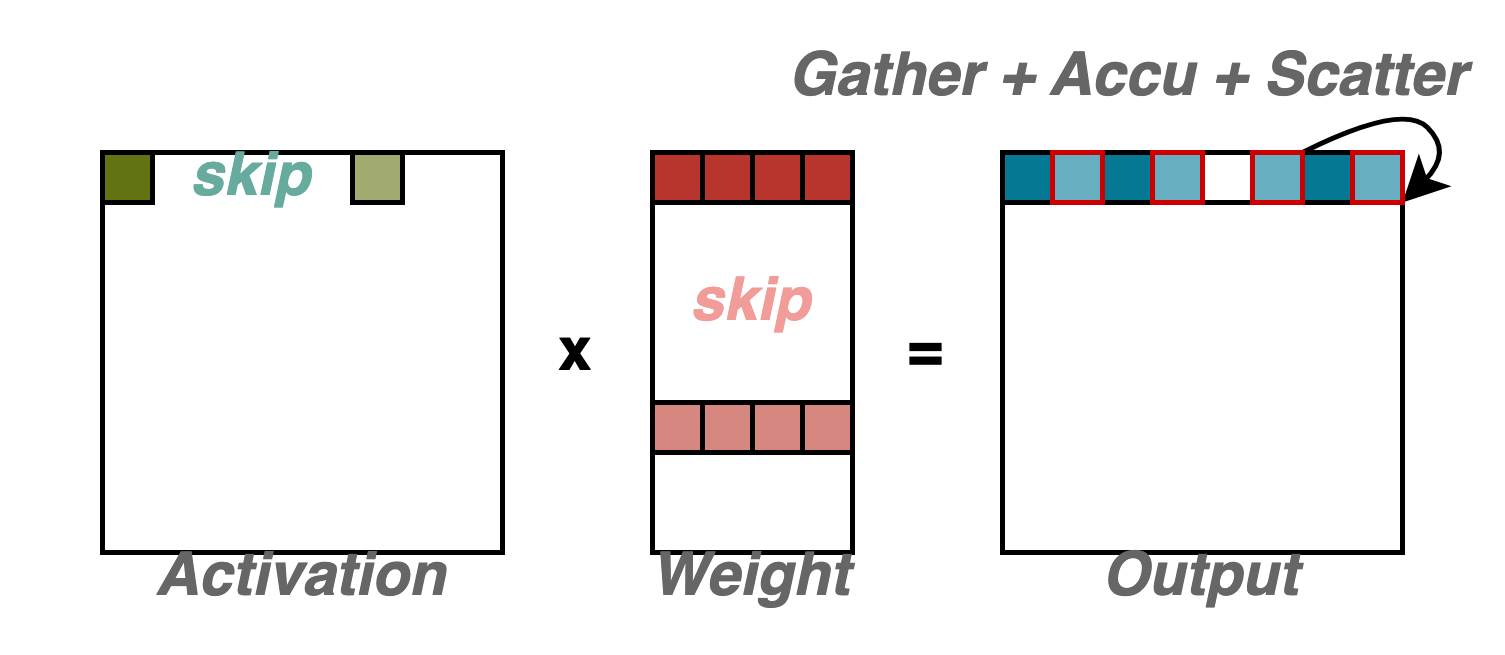 Gather + Accu + Scatter
skip
skip
x
=
Activation
Weight
Output